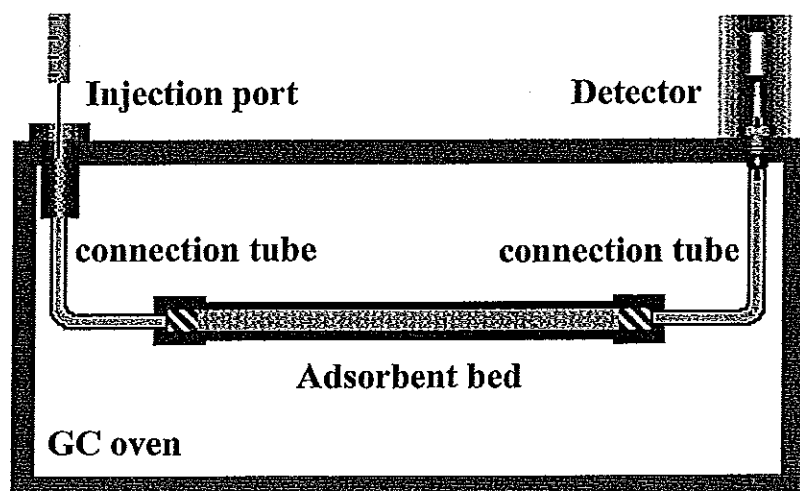 Injection port
Detector
connection tube
connection tube
Adsorbent bed
GC oven